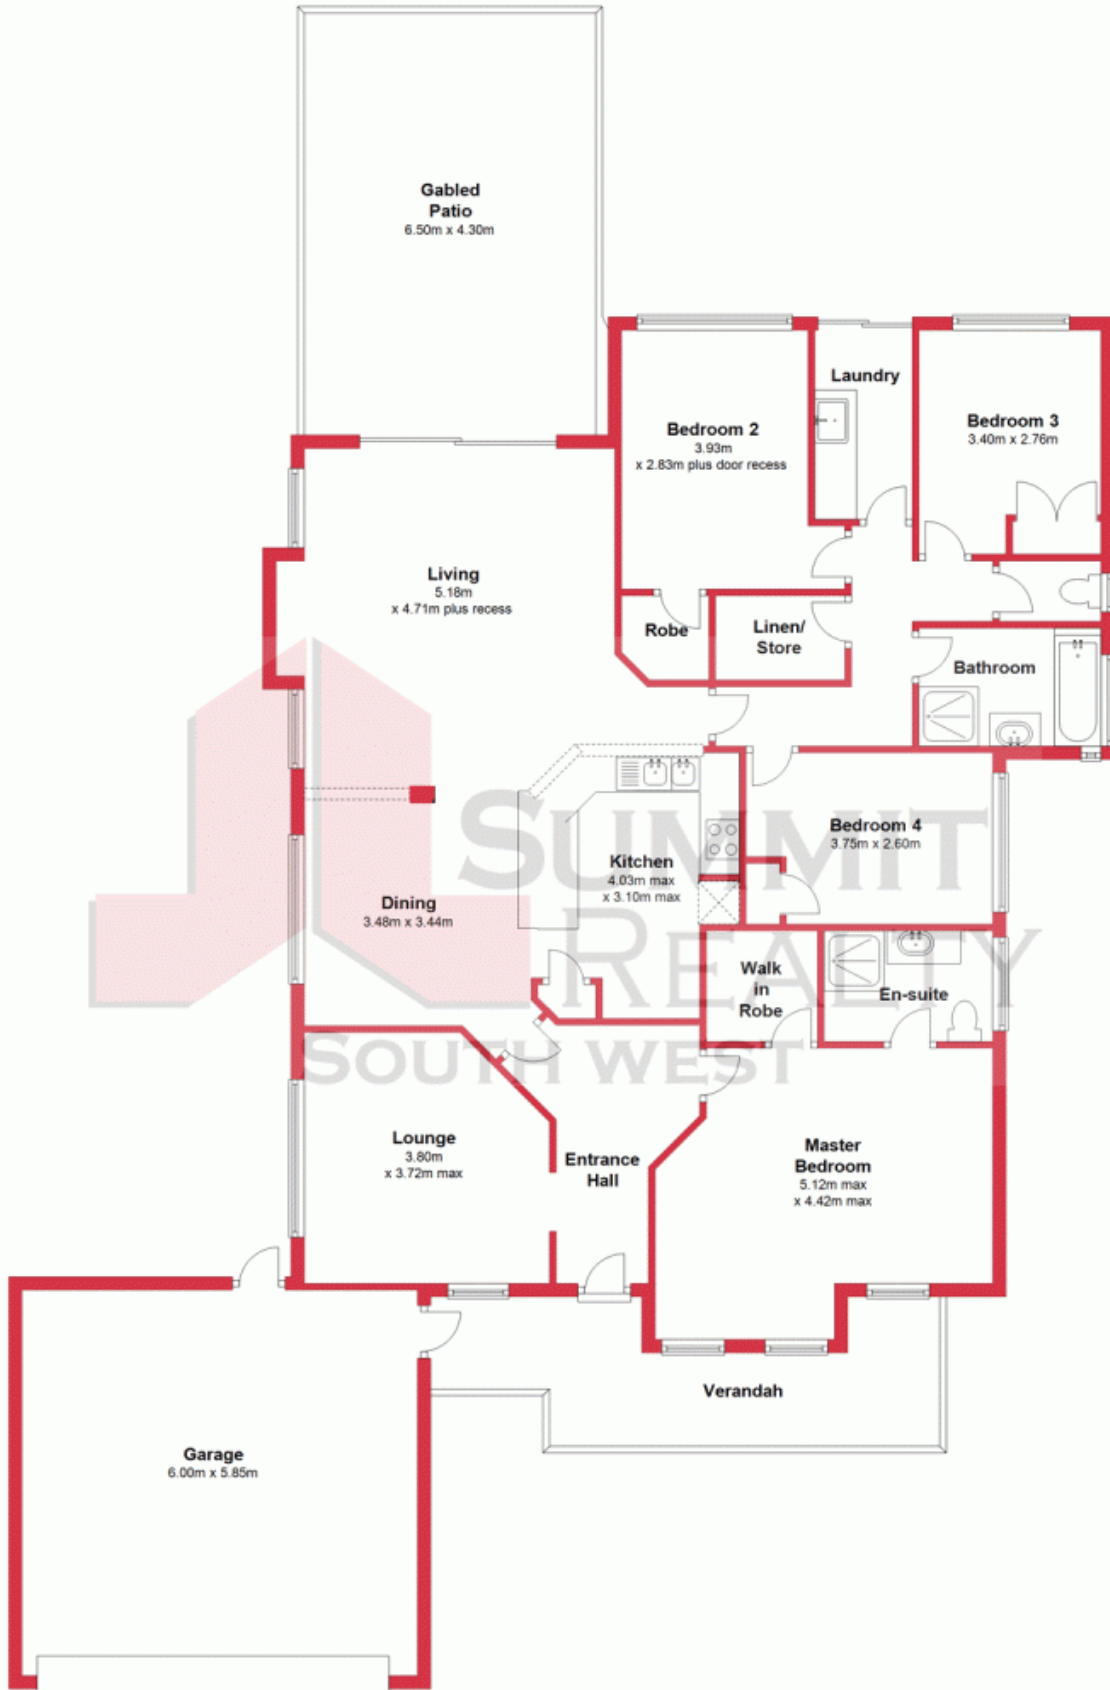 Gabled
Patio
6.50m x 4.30m
Laundry
Bedroom 2
3.93m
x 2.83m plus door recess
Bedroom 3
3.40m x 2.76m
Living
5.18m
x 4.71m plus recess
Robe
Linen/
Store
Bathroom
SUMMIT
REALTY
SOUTH WEST
Bedroom 4
3.75m x 2.60m
Kitchen
4.03m max
x 3.10m max
Dining
3.48m x 3.44m
Walk
in
Robe
En-suite
Lounge
3.80m
x 3.72m max
Entrance
Hall
Master
Bedroom
5.12m max
x 4.42m max
Verandah
Garage
6.00m x 5.85m